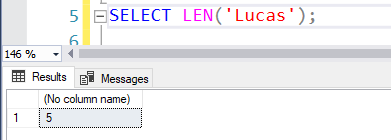 5 SELECT LEN('Lucas');
6
146 %
Results Messages
(No column name)
1 5